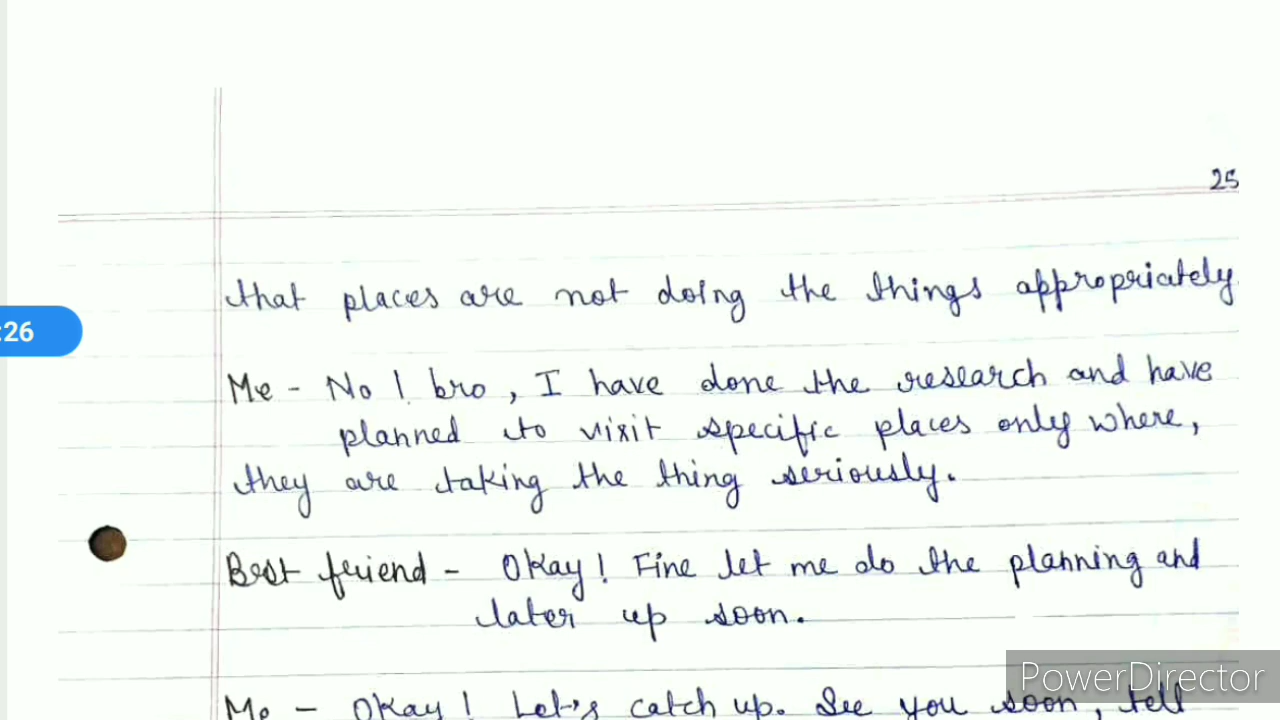 25
that places are not doing the things appropriately.
:26
Me - No! bro, I have done the research and have
planned to visit specific places only where,
they are taking the thing seriously.
Best friend - Okay! Fine let me do the planning and
later up soon.
PowerDirector
Me - Okay! Let's catch up. See you soon, tell